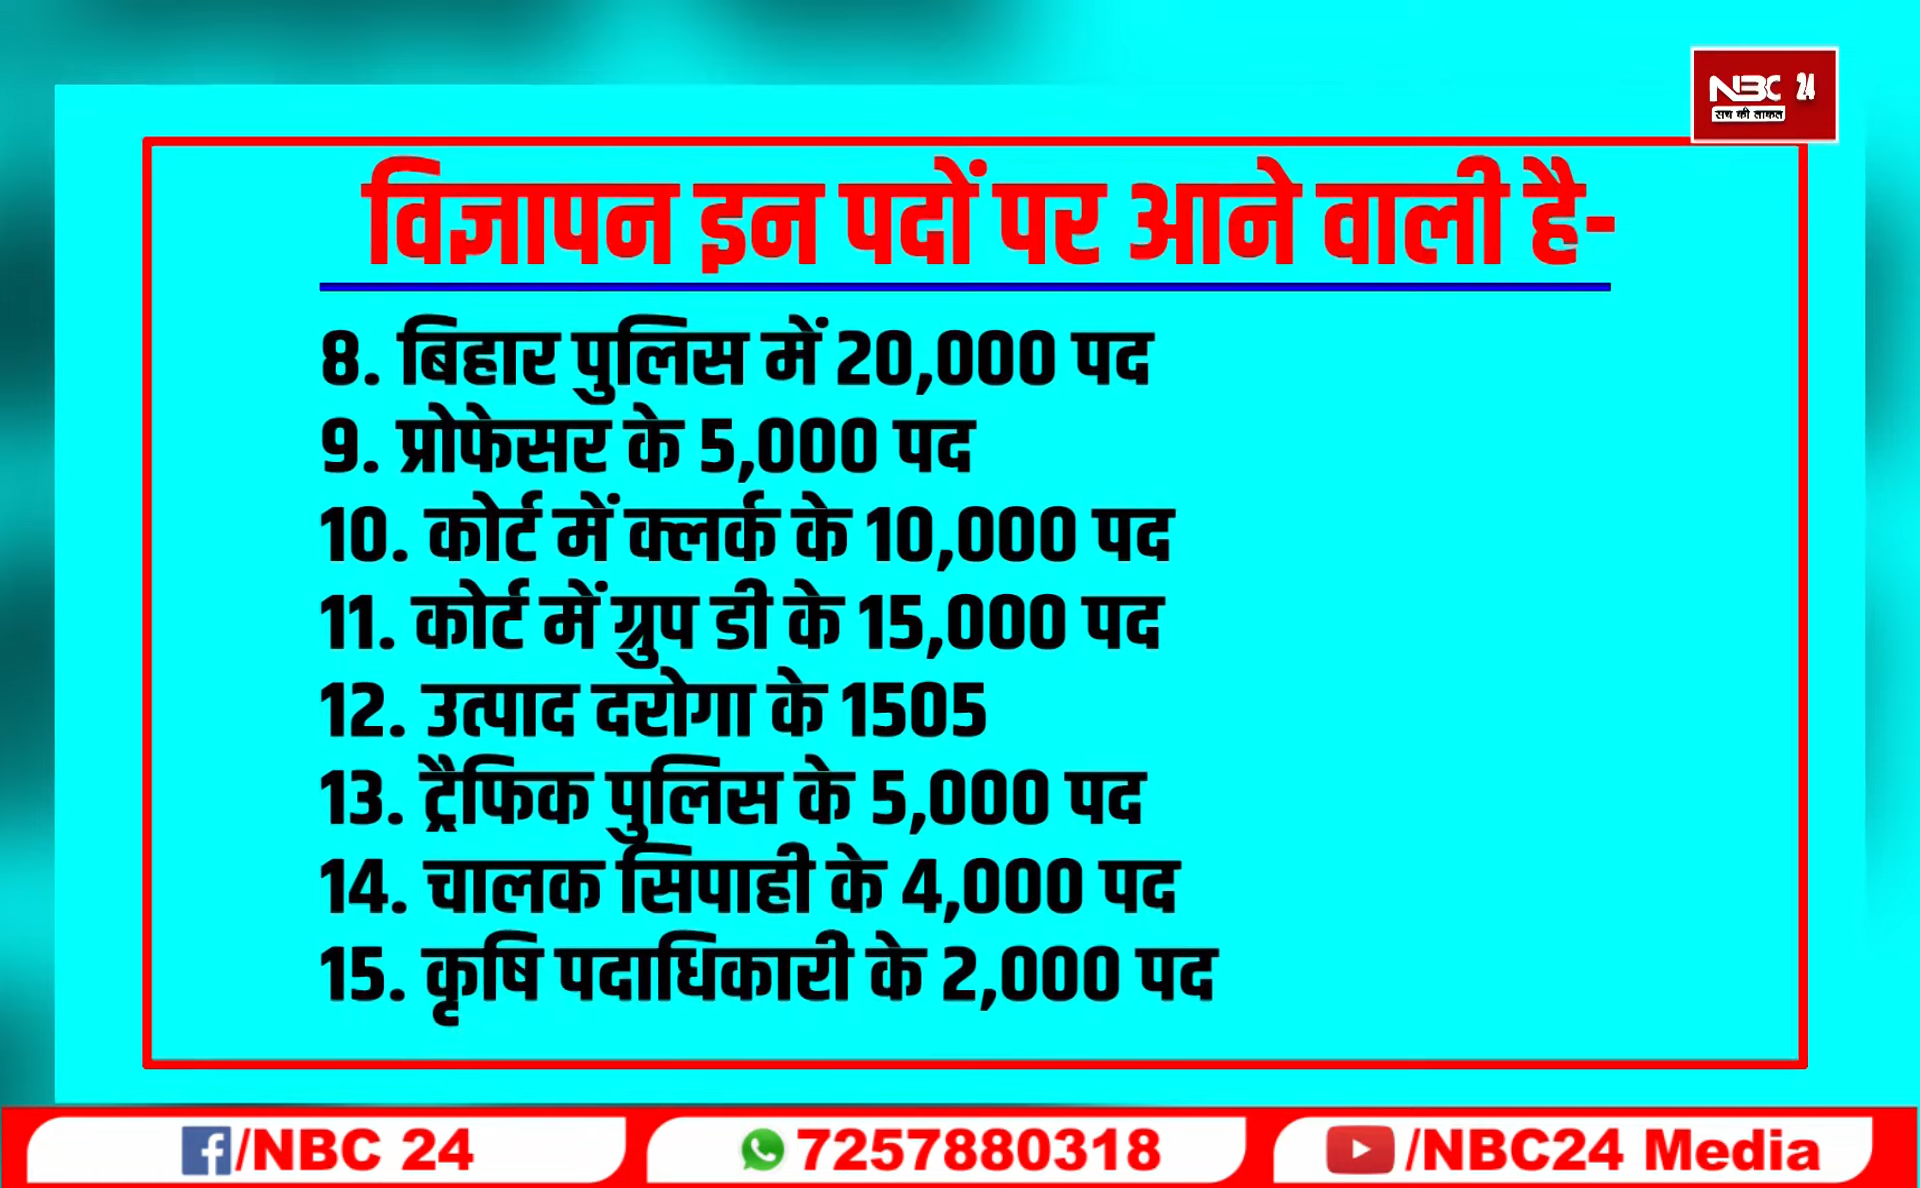 NBC 24
सच की ताकत
विज्ञापन इन पदों पर आने वाली है-
8. बिहार पुलिस में 20,000 पद
9. प्रोफेसर के 5,000 पद
10. कोर्ट में क्लर्क के 10,000 पद
11. कोर्ट में ग्रुप डी के 15,000 पद
12. उत्पाद दरोगा के 1505
13. ट्रैफिक पुलिस के 5,000 पद
14. चालक सिपाही के 4,000 पद
15. कृषि पदाधिकारी के 2,000 पद
/NBC 24 7257880318 /NBC24 Media